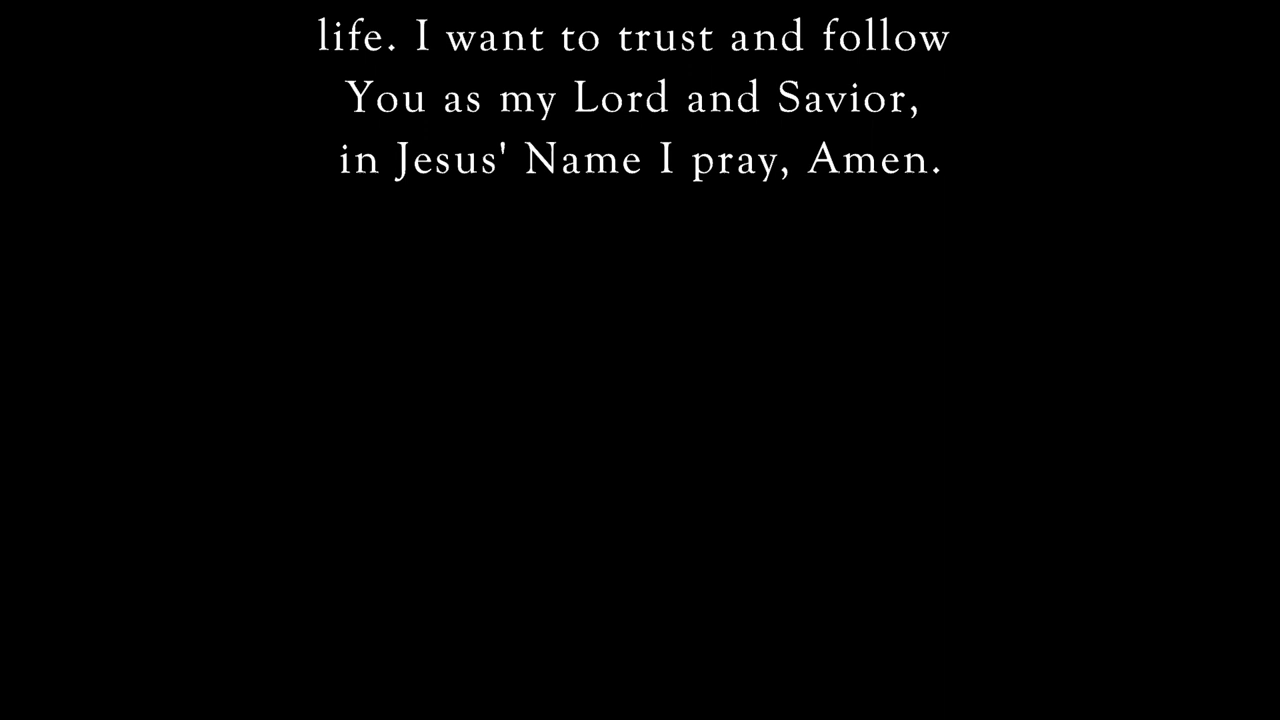 life. I want to trust and follow
You as my Lord and Savior,
in Jesus' Name I pray, Amen.